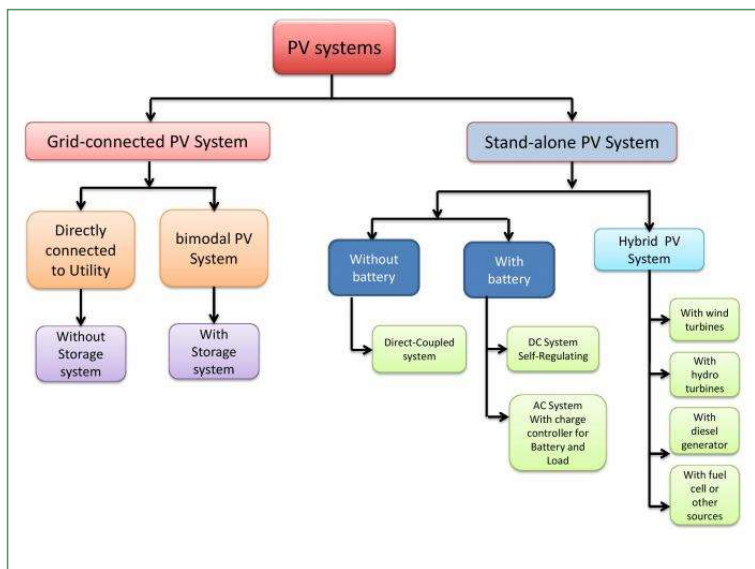 PV systems
Grid-connected PV System
Stand-alone PV System
Directly
connected
to Utility
bimodal PV
System
Without
battery
With
battery
Hybrid PV
System
Without
Storage
system
With
Storage
system
Direct-Coupled
system
DC System
Self-Regulating
AC System
With charge
controller for
Battery and
Load
With wind
turbines
With
hydro
turbines
With
diesel
generator
With fuel
cell or
other
sources